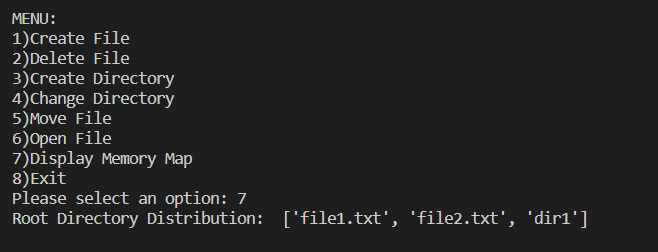 MENU:
1)Create File
2)Delete File
3)Create Directory
4)Change Directory
5)Move File
6)Open File
7)Display Memory Map
8)Exit
Please select an option: 7
Root Directory Distribution:  ['file1.txt', 'file2.txt', 'dir1']